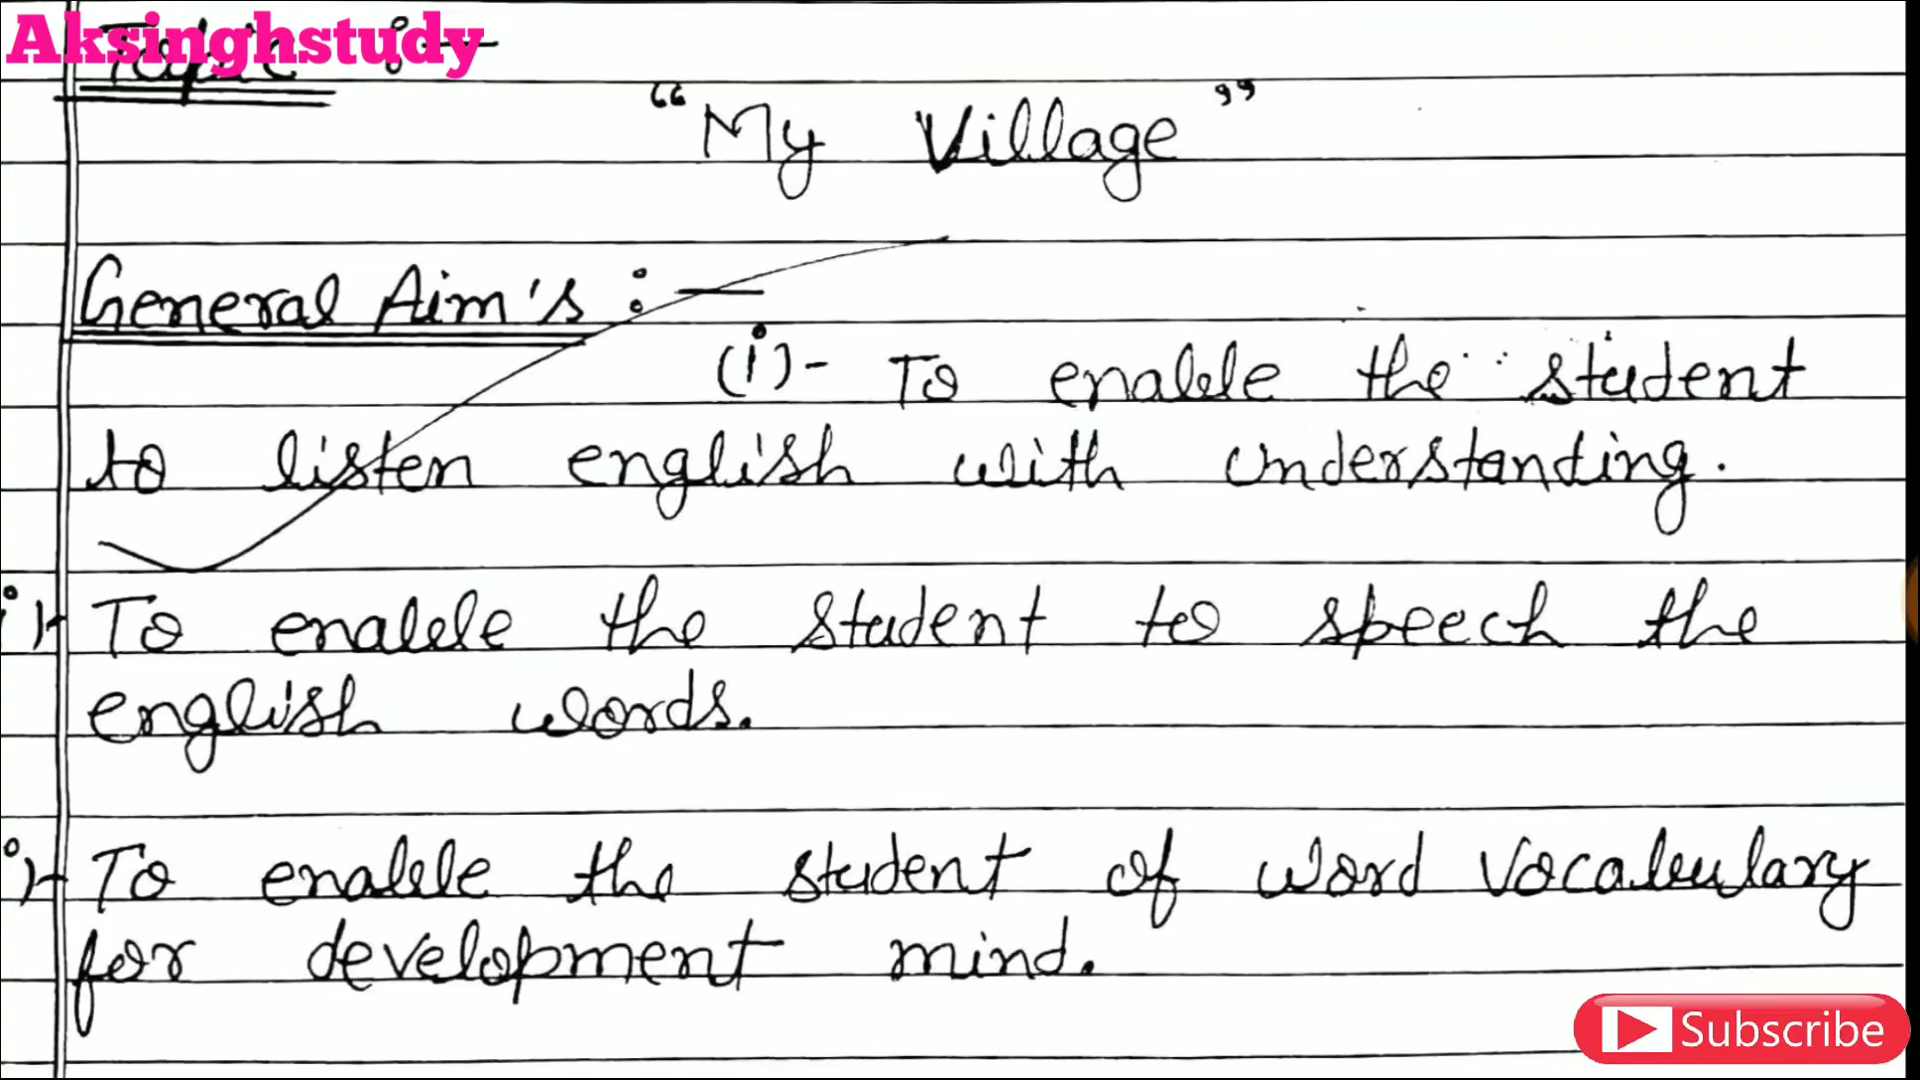 Aksinghstudy
Topic :—
“My Village”
General Aim's : —
(i)- To enable the student
to listen english with understanding.
i)- To enable the student to speech the
english words.
i)- To enable the student of word vocabulary
for development mind.
Subscribe